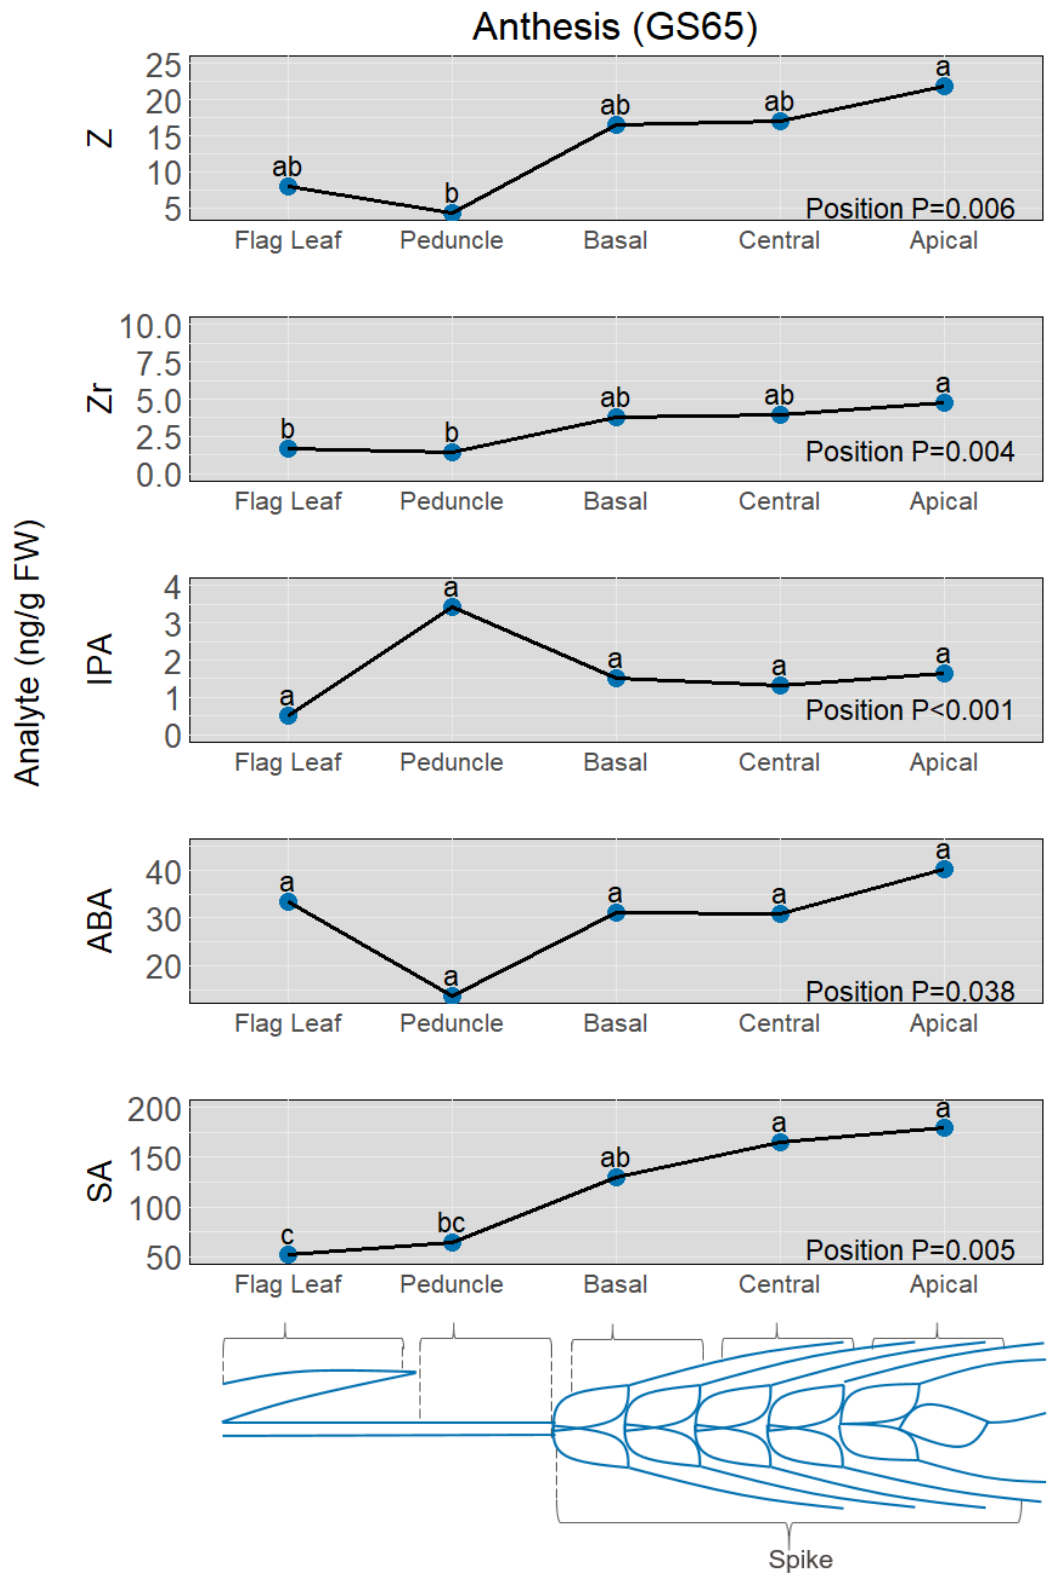 Anthesis (GS65)
Analyte (ng/g FW)
Z
25
20
15
10
5
ab
b
ab
ab
a
Position P=0.006
Flag Leaf Peduncle Basal Central Apical
Zr
10.0
7.5
5.0
2.5
0.0
b
b
ab
ab
a
Position P=0.004
Flag Leaf Peduncle Basal Central Apical
IPA
4
3
2
1
0
a
a
a
a
a
Position P<0.001
Flag Leaf Peduncle Basal Central Apical
ABA
40
30
20
a
a
a
a
a
Position P=0.038
Flag Leaf Peduncle Basal Central Apical
SA
200
150
100
50
c
bc
ab
a
a
Position P=0.005
Flag Leaf Peduncle Basal Central Apical
Spike